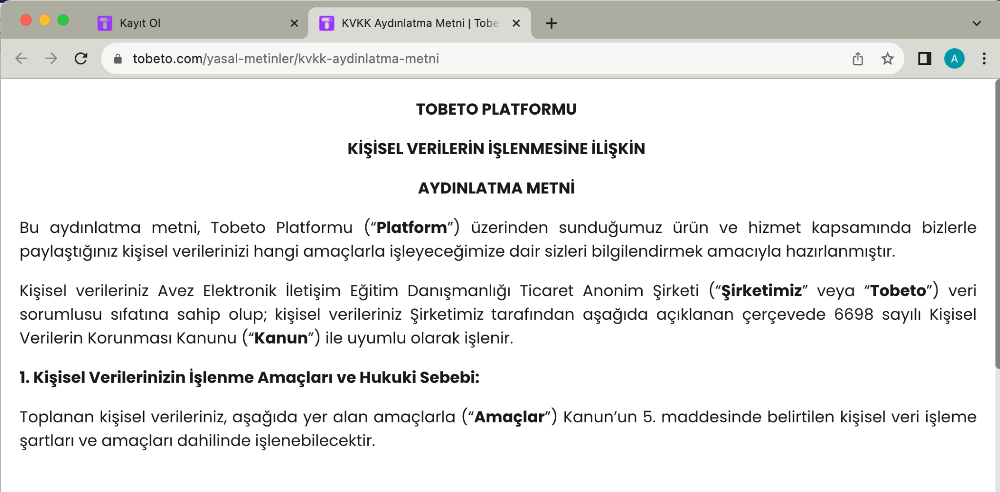 Kayıt Ol
KVKK Aydınlatma Metni | Tobe
tobeto.com/yasal-metinler/kvkk-aydinlatma-metni
A
TOBETO PLATFORMU
KİŞİSEL VERİLERİN İŞLENMESİNE İLİŞKİN
AYDINLATMA METNİ
Bu aydınlatma metni, Tobeto Platformu (“Platform”) üzerinden sunduğumuz ürün ve hizmet kapsamında bizlerle
paylaştığınız kişisel verilerinizi hangi amaçlarla işleyeceğimize dair sizleri bilgilendirmek amacıyla hazırlanmıştır.
Kişisel verileriniz Avez Elektronik İletişim Eğitim Danışmanlığı Ticaret Anonim Şirketi (“Şirketimiz” veya “Tobeto”) veri
sorumlusu sıfatına sahip olup; kişisel verileriniz Şirketimiz tarafından aşağıda açıklanan çerçevede 6698 sayılı Kişisel
Verilerin Korunması Kanunu (“Kanun”) ile uyumlu olarak işlenir.
1. Kişisel Verilerinizin İşlenme Amaçları ve Hukuki Sebebi:
Toplanan kişisel verileriniz, aşağıda yer alan amaçlarla (“Amaçlar”) Kanun’un 5. maddesinde belirtilen kişisel veri işleme
şartları ve amaçları dahilinde işlenebilecektir.